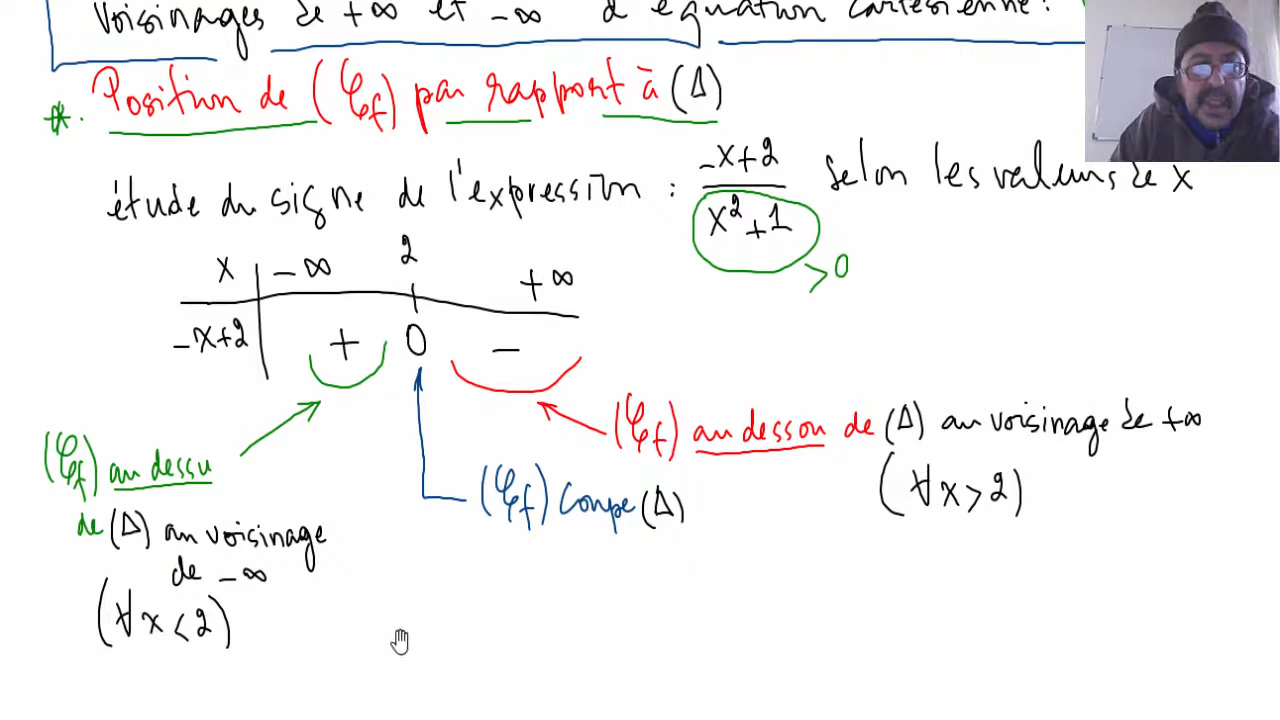 voisinages de +∞ et -∞ d'équation cartésienne:
*. Position de (𝒞f) par rapport à (Δ)
étude du signe de l'expression : (-x+2)/(x²+1) selon les valeurs de x
>0
x -∞ 2 +∞
-x+2 + 0 -
(𝒞f) au desson de (Δ) au voisinage de +∞
(∀x>2)
(𝒞f) au dessu
de (Δ) au voisinage
de -∞
(∀x<2)
(𝒞f) Coupe (Δ)